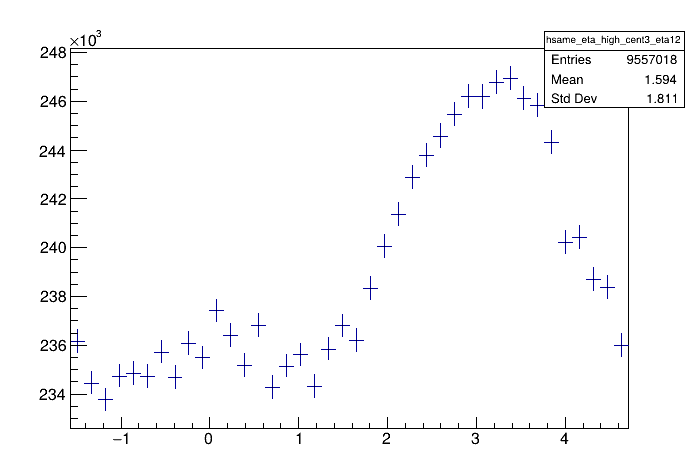 ×10³
hsame_eta_high_cent3_eta12
Entries 9557018
Mean 1.594
Std Dev 1.811
248
246
244
242
240
238
236
234
−1 0 1 2 3 4